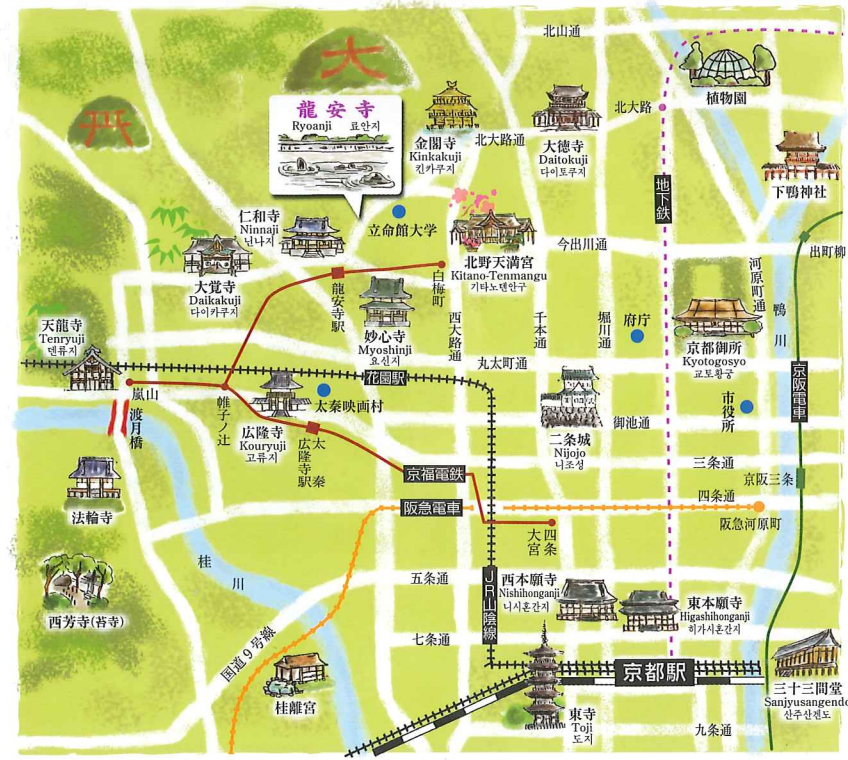 北山通
大
北大路
植物園
龍安寺
Ryoanji 료안지
金閣寺
Kinkakuji
킨카쿠지
北大路通
大徳寺
Daitokuji
다이토쿠지
下鴨神社
地下鉄
仁和寺
Ninnaji
닌나지
立命館大学
北野天満宮
Kitano-Tenmangu
기타노텐안구
今出川通
出町柳
大覚寺
Daikakuji
다이카쿠지
龍安寺駅
白梅町
妙心寺
Myoshinji
묘신지
西大路通
千本通
堀川通
府庁
河原町通
鴨川
京都御所
Kyotogosyo
교토황궁
天龍寺
Tenryuji
텐류지
丸太町通
花園駅
京阪電車
嵐山
渡月橋
帷子ノ辻
広隆寺
Kouryuji
고류지
太秦映画村
太秦
広隆寺駅
二条城
Nijojo
니조성
御池通
市役所
三条通
京阪三条
京福電鉄
阪急電車
四条通
阪急河原町
四条
大宮
法輪寺
桂川
西芳寺(苔寺)
五条通
西本願寺
Nishihonganji
니시혼간지
東本願寺
Higashihonganji
히가시혼간지
JR山陰線
七条通
国道9号線
桂離宮
京都駅
東寺
Toji
도지
三十三間堂
Sanjyusangendo
산주산겐도
九条通